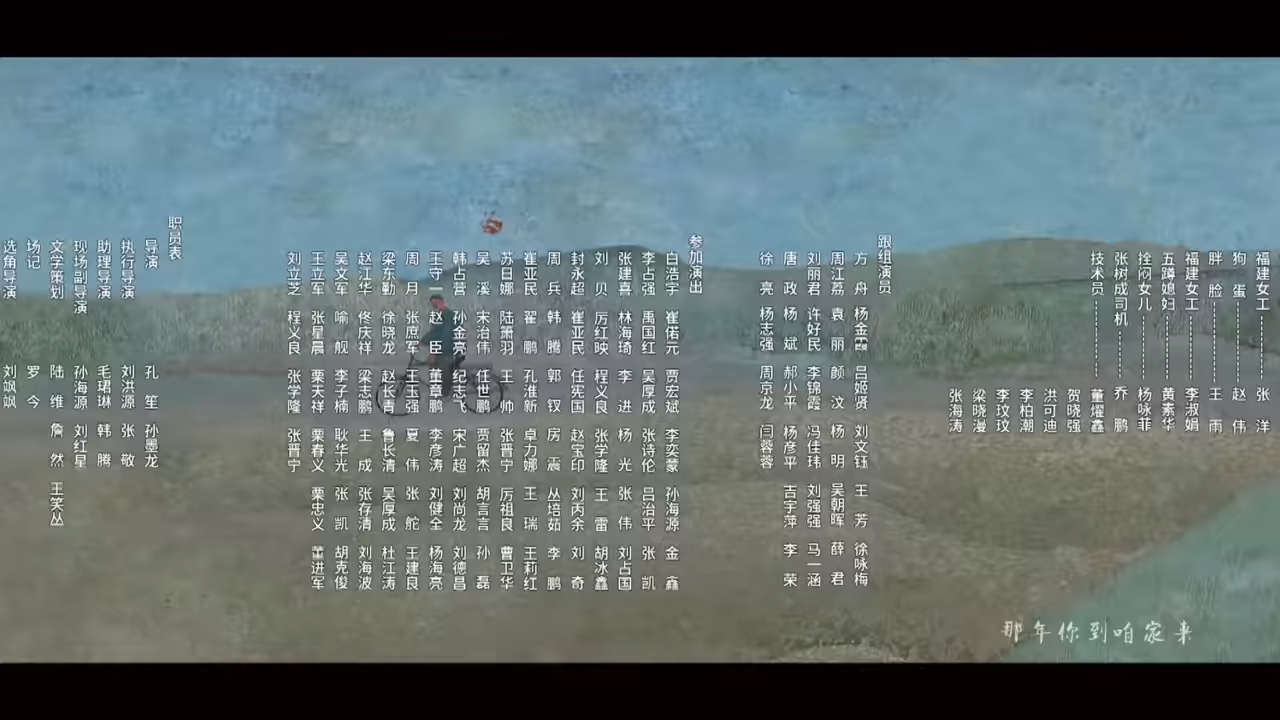 福建女工 张洋
狗蛋 赵伟
胖脸 王雨
福建女工 李淑娟
五蹲媳妇 黄素华
拴闷女儿 杨咏菲
张树成司机 乔鹏
技术员 董燿鑫
贺晓强
洪可迪
李柏潮
李玟玟
梁晓漫
张海涛
跟组演员
方舟 杨金霞 吕姬贤 刘文钰 王芳 徐咏梅
周江荔 袁丽 颜汶 杨明 吴朝晖 薛君
刘丽君 许好民 李锦霞 冯佳玮 刘强强 马一涵
唐政 杨斌 郝小平 杨彦平 吉宇萍 李荣
徐亮 杨志强 周京龙 闫蓉蓉
参加演出
白浩宇 崔偌元 贾宏斌 李奕蒙 孙海源 金鑫
李占强 禹国红 吴厚成 张诗伦 吕治平 张凯
张建喜 林海琦 李进 杨光 张伟 刘占国
刘贝 厉红映 程义良 张学隆 王雷 胡冰鑫
封永超 崔亚民 任宪国 赵宝印 刘丙余 刘奇
周兵 韩腾 郭钗 房震 丛培茹 李鹏
崔亚民 翟鹏 孔淮新 卓力娜 王瑞 王莉红
苏日娜 陆箫羽 王帅 张晋宁 厉祖良 曹卫华
吴溪 宋治伟 任世鹏 贾留杰 胡言言 孙磊
韩占营 孙金亮 纪志飞 宋广超 刘尚龙 刘德昌
王守一 赵臣 董章鹏 李彦涛 刘健全 杨海亮
周月 张庶军 王玉强 夏伟 张舵 王建良
梁东勤 徐晓龙 赵长青 鲁长清 吴厚成 杜江涛
赵江华 佟庆祥 梁志鹏 王成 张存清 刘海波
吴文军 喻舰 李子楠 耿华光 张凯 胡克俊
王立军 张星晨 栗天祥 栗春义 栗忠义 董进军
刘立芝 程义良 张学隆 张晋宁
职员表
导演 孔笙 孙墨龙
执行导演 刘洪源 张敬
助理导演 毛珺琳 韩腾
现场副导演 孙海源 刘红星
文学策划 陆维 詹然 王笑丛
场记 罗今
选角导演 刘飒飒
那年你到咱家来